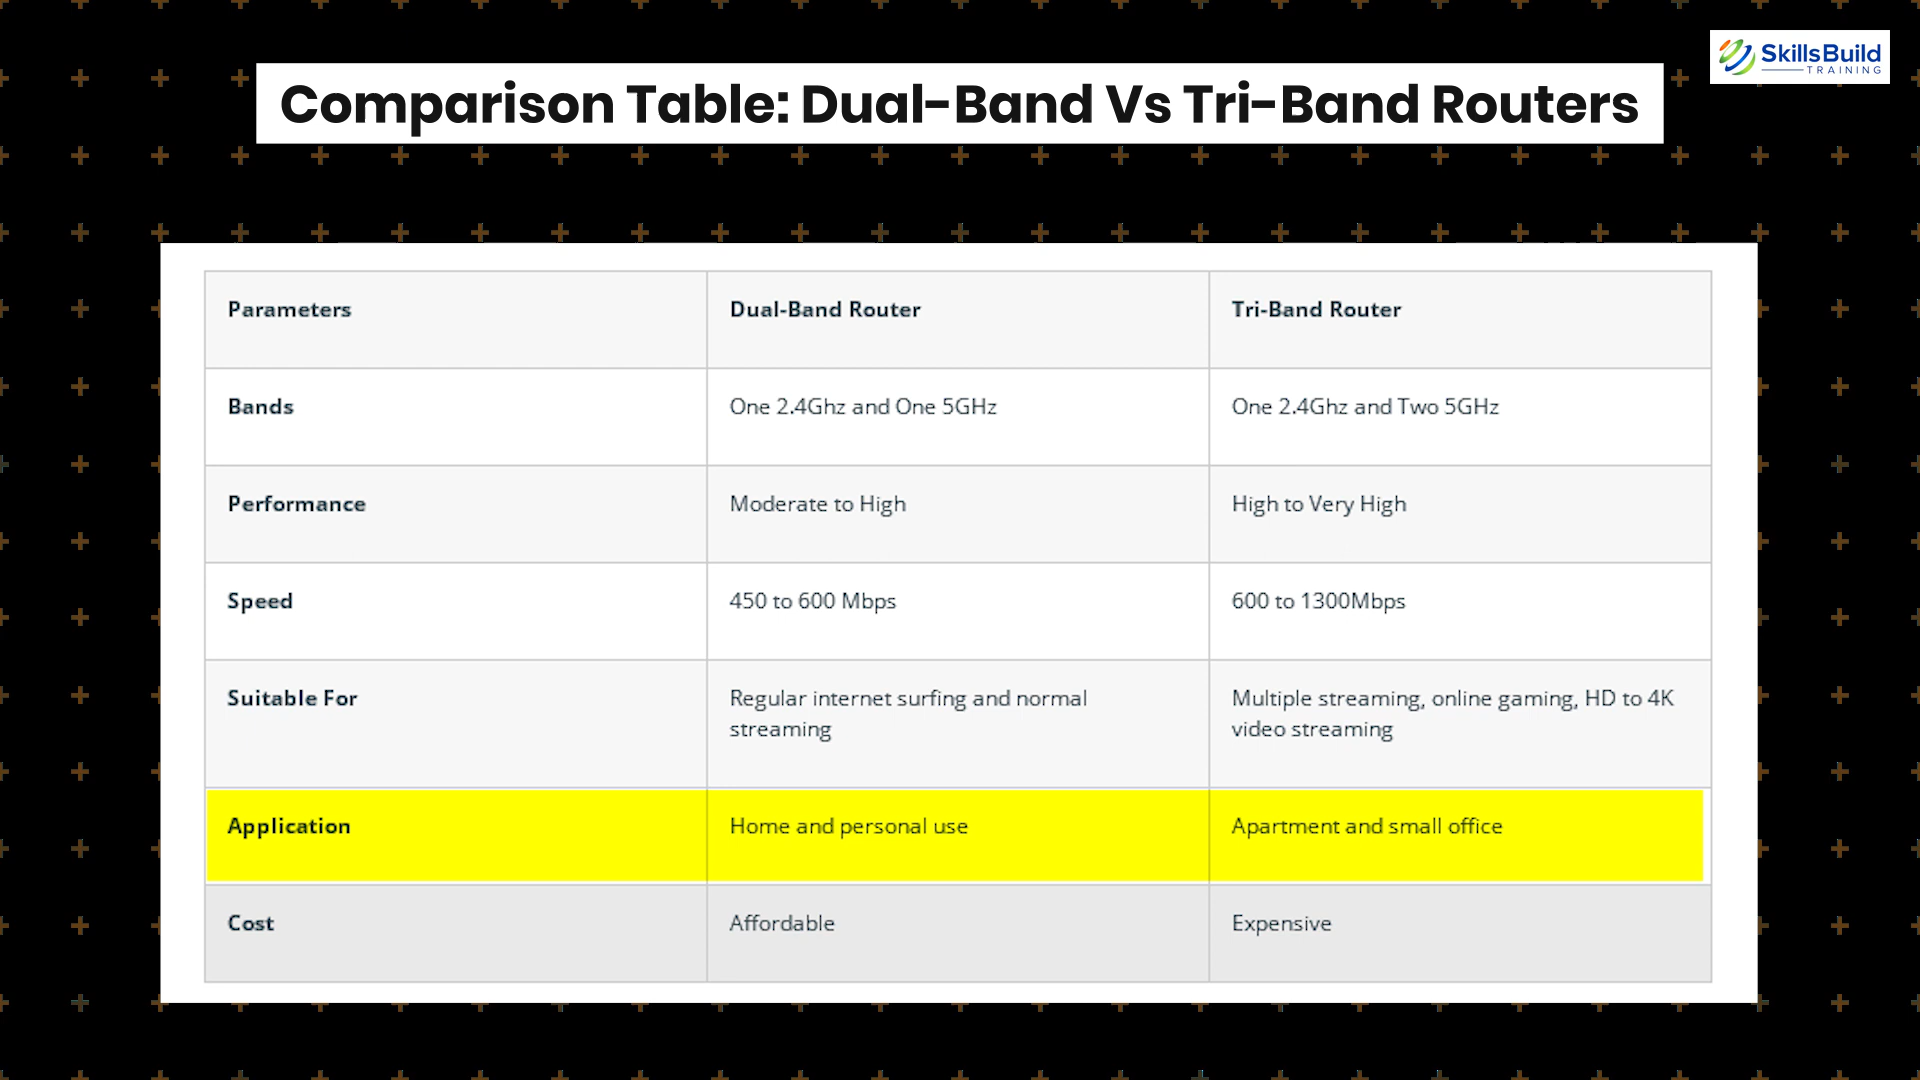 SkillsBuild
TRAINING
Comparison Table: Dual-Band Vs Tri-Band Routers
Parameters
Dual-Band Router
Tri-Band Router
Bands
One 2.4Ghz and One 5GHz
One 2.4Ghz and Two 5GHz
Performance
Moderate to High
High to Very High
Speed
450 to 600 Mbps
600 to 1300Mbps
Suitable For
Regular internet surfing and normal
streaming
Multiple streaming, online gaming, HD to 4K
video streaming
Application
Home and personal use
Apartment and small office
Cost
Affordable
Expensive